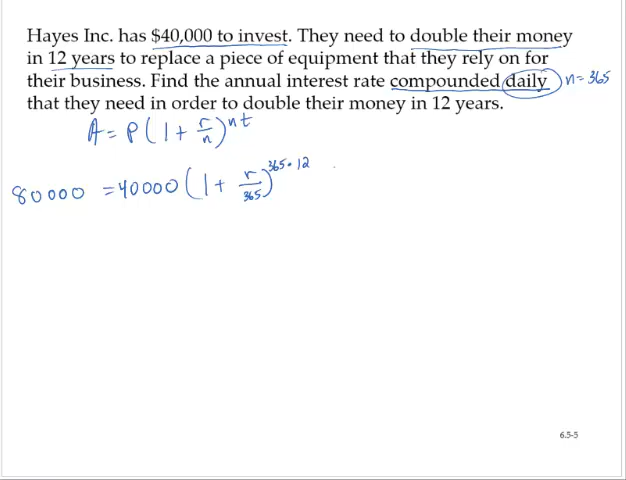 Hayes Inc. has $40,000 to invest. They need to double their money
in 12 years to replace a piece of equipment that they rely on for
their business. Find the annual interest rate compounded daily n=365
that they need in order to double their money in 12 years.
A = P(1 + r/n)^nt
80000 = 40000(1 + r/365)^365·12
6.5-5